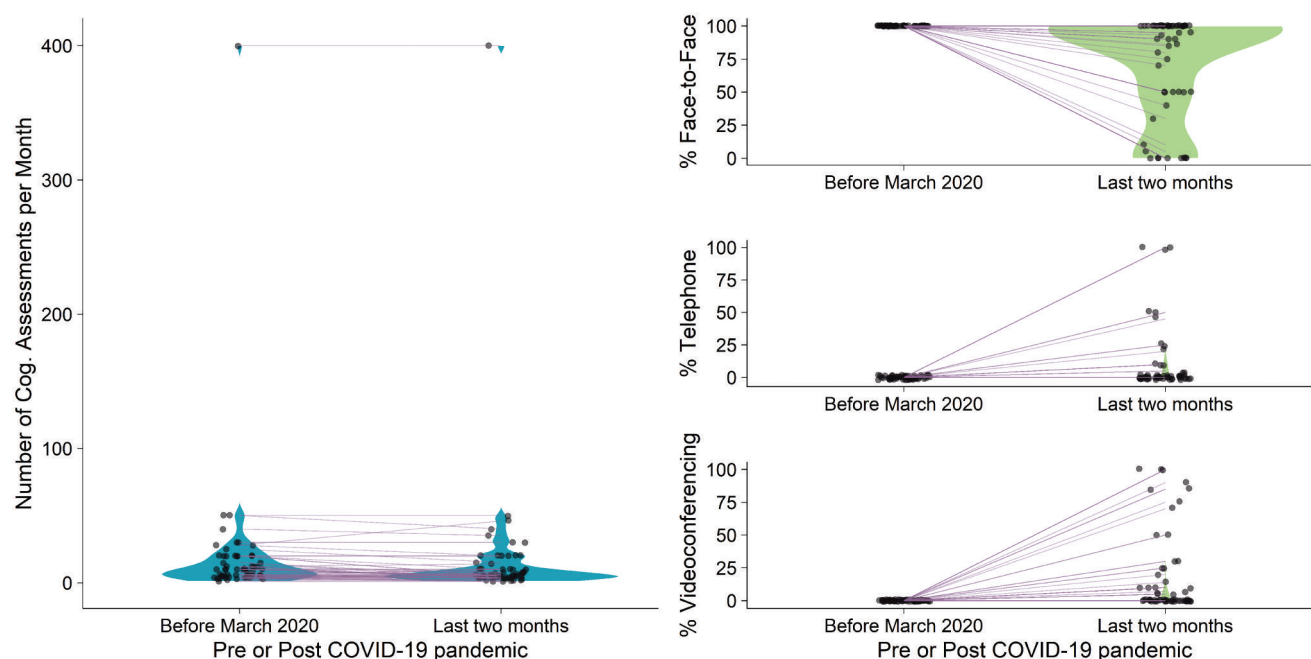 Number of Cog. Assessments per Month
400
300
200
100
0
Before March 2020
Last two months
Pre or Post COVID-19 pandemic
% Face-to-Face
100
75
50
25
0
Before March 2020
Last two months
% Telephone
100
75
50
25
0
Before March 2020
Last two months
% Videoconferencing
100
75
50
25
0
Before March 2020
Last two months
Pre or Post COVID-19 pandemic